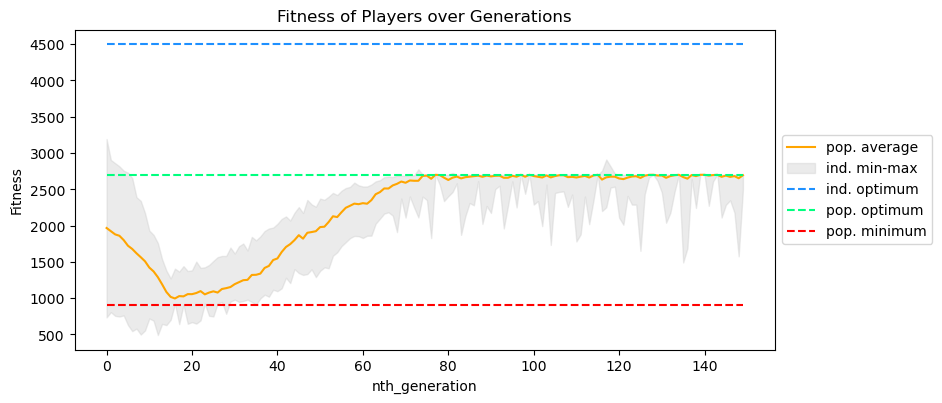 Fitness of Players over Generations
Fitness
4500
4000
3500
3000
2500
2000
1500
1000
500
0
20
40
60
80
100
120
140
nth_generation
pop. average
ind. min-max
ind. optimum
pop. optimum
pop. minimum